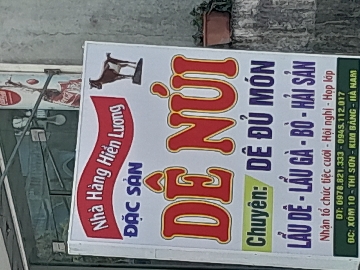 Nhà Hàng Hiến Lương
ĐẶC SẢN
DÊ NÚI
Chuyên: DÊ ĐỦ MÓN
LẨU DÊ - LẨU GÀ - BÒ - HẢI SẢN
Nhận tổ chức tiệc cưới - Hội nghị - Họp lớp
ĐT: 0978.821.333 - 0945.112.017
ĐC: XÓM 10 - THI SƠN - KIM BẢNG - HÀ NAM